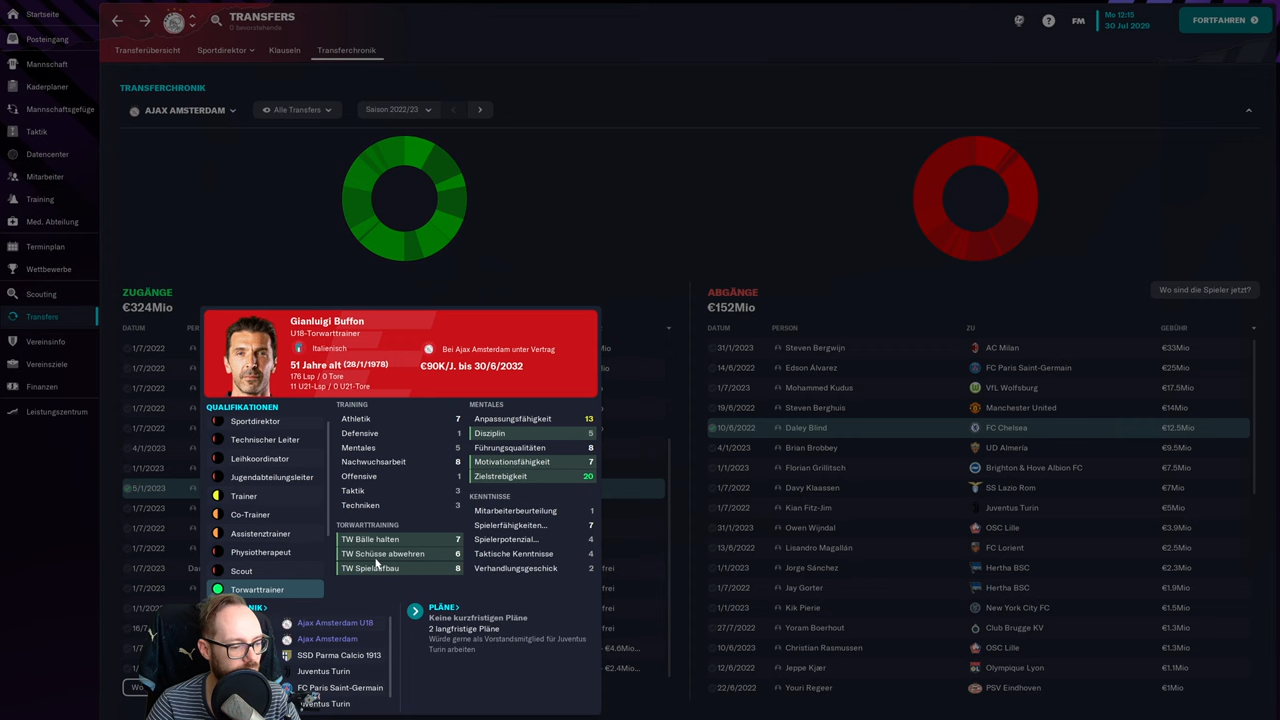 Startseite
Posteingang
Mannschaft
Kaderplaner
Mannschaftsgefüge
Taktik
Datencenter
Mitarbeiter
Training
Med. Abteilung
Terminplan
Wettbewerbe
Scouting
Transfers
Vereinsinfo
Vereinsziele
Finanzen
Leistungszentrum
TRANSFERS
0 bevorstehende
FM
Mo 12:15
30 Jul 2029
FORTFAHREN
Transferübersicht
Sportdirektor
Klauseln
Transferchronik
TRANSFERCHRONIK
AJAX AMSTERDAM
Alle Transfers
Saison 2022/23
ZUGÄNGE
€324Mio
DATUM
1/7/2022
1/7/2022
1/7/2022
1/7/2022
1/7/2022
4/1/2023
1/1/2023
5/1/2023
1/7/2023
frei
€4.6Mio...
€2.4Mio...
Gianluigi Buffon
U18-Torwarttrainer
Italienisch
Bei Ajax Amsterdam unter Vertrag
51 Jahre alt (28/1/1978)
€90K/J. bis 30/6/2032
176 Lsp / 0 Tore
11 U21-Lsp / 0 U21-Tore
QUALIFIKATIONEN
Sportdirektor
Technischer Leiter
Leihkoordinator
Jugendabteilungsleiter
Trainer
Co-Trainer
Assistenztrainer
Physiotherapeut
Scout
Torwarttrainer
TRAINING
Athletik 7
Defensive 1
Mentales 5
Nachwuchsarbeit 8
Offensive 1
Taktik 3
Techniken 3
TORWARTTRAINING
TW Bälle halten 7
TW Schüsse abwehren 6
TW Spielaufbau 8
MENTALES
Anpassungsfähigkeit 13
Disziplin 5
Führungsqualitäten 8
Motivationsfähigkeit 7
Zielstrebigkeit 20
KENNTNISSE
Mitarbeiterbeurteilung 1
Spielerfähigkeiten... 7
Spielerpotenzial... 4
Taktische Kenntnisse 4
Verhandlungsgeschick 2
Ajax Amsterdam U18
Ajax Amsterdam
SSD Parma Calcio 1913
Juventus Turin
FC Paris Saint-Germain
PLÄNE
Keine kurzfristigen Pläne
2 langfristige Pläne
Würde gerne als Vorstandsmitglied für Juventus
Turin arbeiten
ABGÄNGE
€152Mio
Wo sind die Spieler jetzt?
DATUM PERSON ZU GEBÜHR
31/1/2023 Steven Bergwijn AC Milan €33Mio
14/6/2022 Edson Álvarez FC Paris Saint-Germain €25Mio
1/7/2023 Mohammed Kudus VfL Wolfsburg €17.5Mio
19/6/2022 Steven Berghuis Manchester United €14Mio
10/6/2022 Daley Blind FC Chelsea €12.5Mio
4/1/2023 Brian Brobbey UD Almería €9.5Mio
1/1/2023 Florian Grillitsch Brighton & Hove Albion FC €7.5Mio
1/7/2022 Davy Klaassen SS Lazio Rom €7Mio
1/7/2022 Kian Fitz-Jim Juventus Turin €5Mio
31/1/2023 Owen Wijndal OSC Lille €3.9Mio
13/6/2022 Lisandro Magallán FC Lorient €2.5Mio
1/1/2023 Jorge Sánchez Hertha BSC €2.3Mio
1/7/2022 Jay Gorter Hertha BSC €1.9Mio
1/1/2023 Kik Pierie New York City FC €1.5Mio
27/7/2022 Yoram Boerhout Club Brugge KV €1.3Mio
10/6/2023 Christian Rasmussen OSC Lille €1.3Mio
12/6/2022 Jeppe Kjær Olympique Lyon €1.1Mio
22/6/2022 Youri Regeer PSV Eindhoven €1Mio